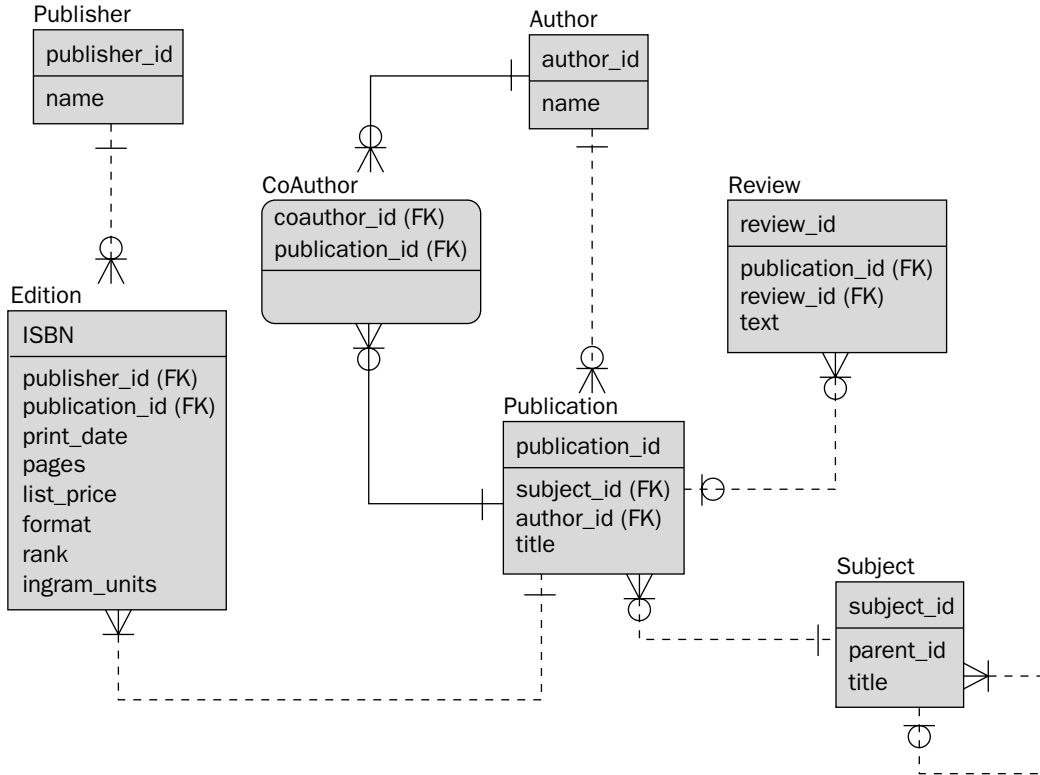 Publisher
publisher_id
name
Author
author_id
name
CoAuthor
coauthor_id (FK)
publication_id (FK)
Review
review_id
publication_id (FK)
review_id (FK)
text
Edition
ISBN
publisher_id (FK)
publication_id (FK)
print_date
pages
list_price
format
rank
ingram_units
Publication
publication_id
subject_id (FK)
author_id (FK)
title
Subject
subject_id
parent_id
title